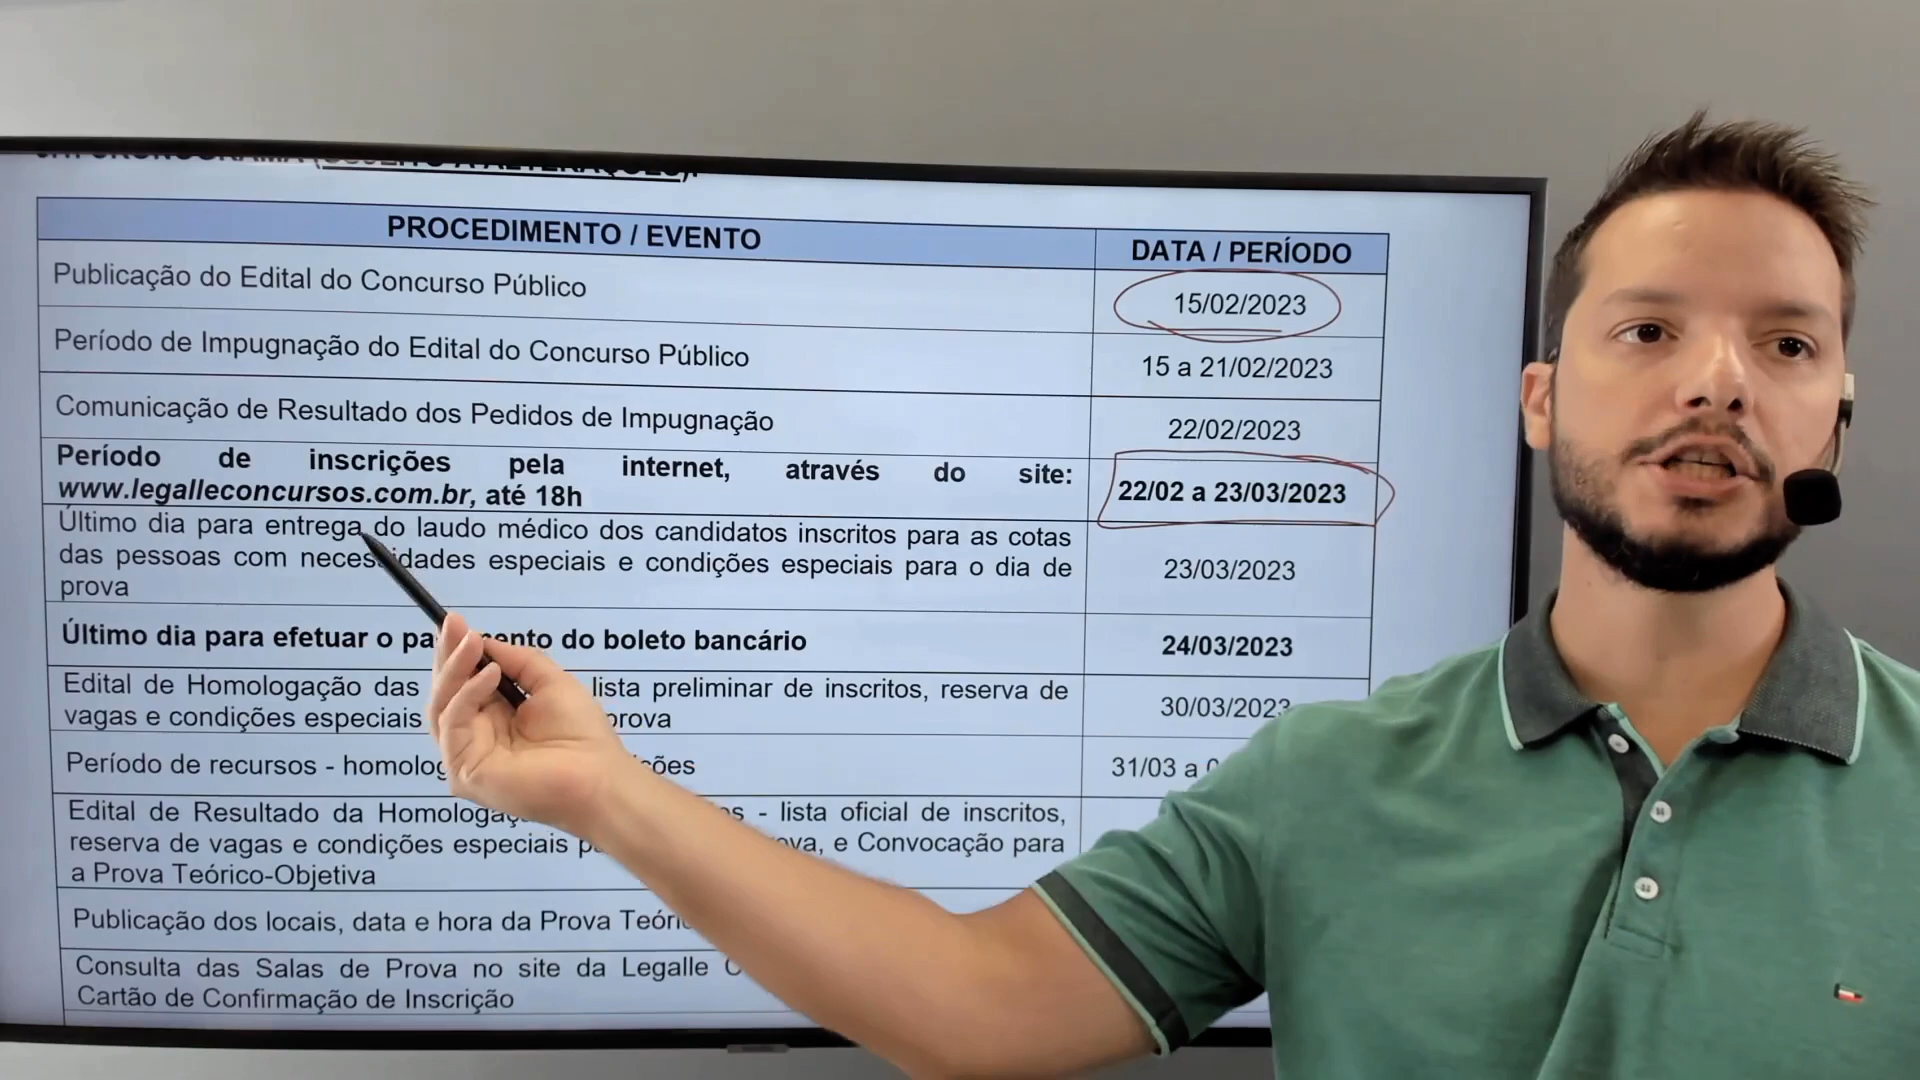 CRONOGRAMA (SUJEITO A ALTERAÇÕES):
PROCEDIMENTO / EVENTO
DATA / PERÍODO
Publicação do Edital do Concurso Público
15/02/2023
Período de Impugnação do Edital do Concurso Público
15 a 21/02/2023
Comunicação de Resultado dos Pedidos de Impugnação
22/02/2023
Período de inscrições pela internet, através do site:
www.legalleconcursos.com.br, até 18h
22/02 a 23/03/2023
Último dia para entrega do laudo médico dos candidatos inscritos para as cotas
das pessoas com necessidades especiais e condições especiais para o dia de
prova
23/03/2023
Último dia para efetuar o pagamento do boleto bancário
24/03/2023
Edital de Homologação das lista preliminar de inscritos, reserva de
vagas e condições especiais prova
30/03/2023
Período de recursos - homolog ções
31/03 a
Edital de Resultado da Homologaç - lista oficial de inscritos,
reserva de vagas e condições especiais prova, e Convocação para
a Prova Teórico-Objetiva
Publicação dos locais, data e hora da Prova Teóri
Consulta das Salas de Prova no site da Legalle C
Cartão de Confirmação de Inscrição